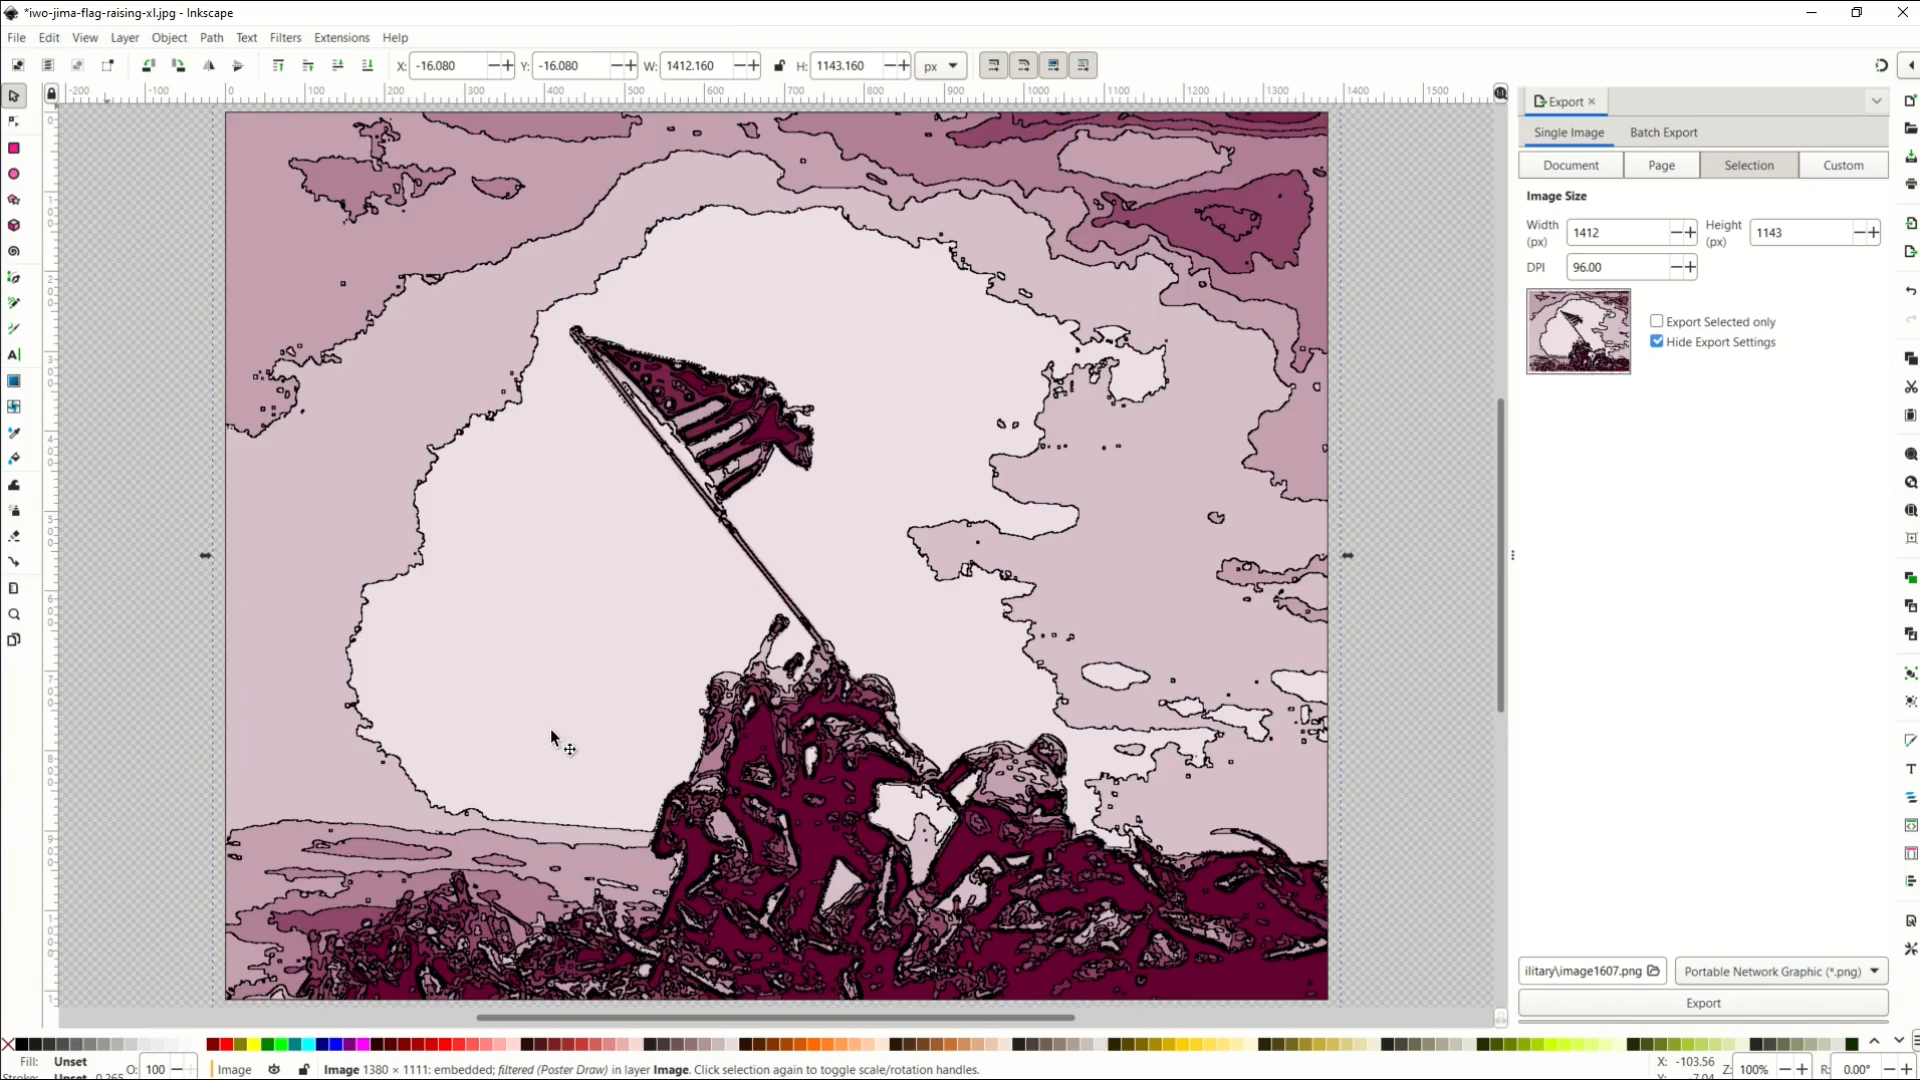 *iwo-jima-flag-raising-xl.jpg - Inkscape
File Edit View Layer Object Path Text Filters Extensions Help
X: -16.080 Y: -16.080 W: 1412.160 H: 1143.160 px
-200 -100 0 100 200 300 400 500 600 700 800 900 1000 1100 1200 1300 1400 1500
Export
Single Image Batch Export
Document Page Selection Custom
Image Size
Width (px) 1412 Height (px) 1143
DPI 96.00
Export Selected only
Hide Export Settings
ilitary\image1607.png Portable Network Graphic (*.png)
Export
Fill: Unset
O: 100
Image
Image 1380 × 1111: embedded; filtered (Poster Draw) in layer Image. Click selection again to toggle scale/rotation handles.
X: -103.56
Z: 100%
R: 0.00°